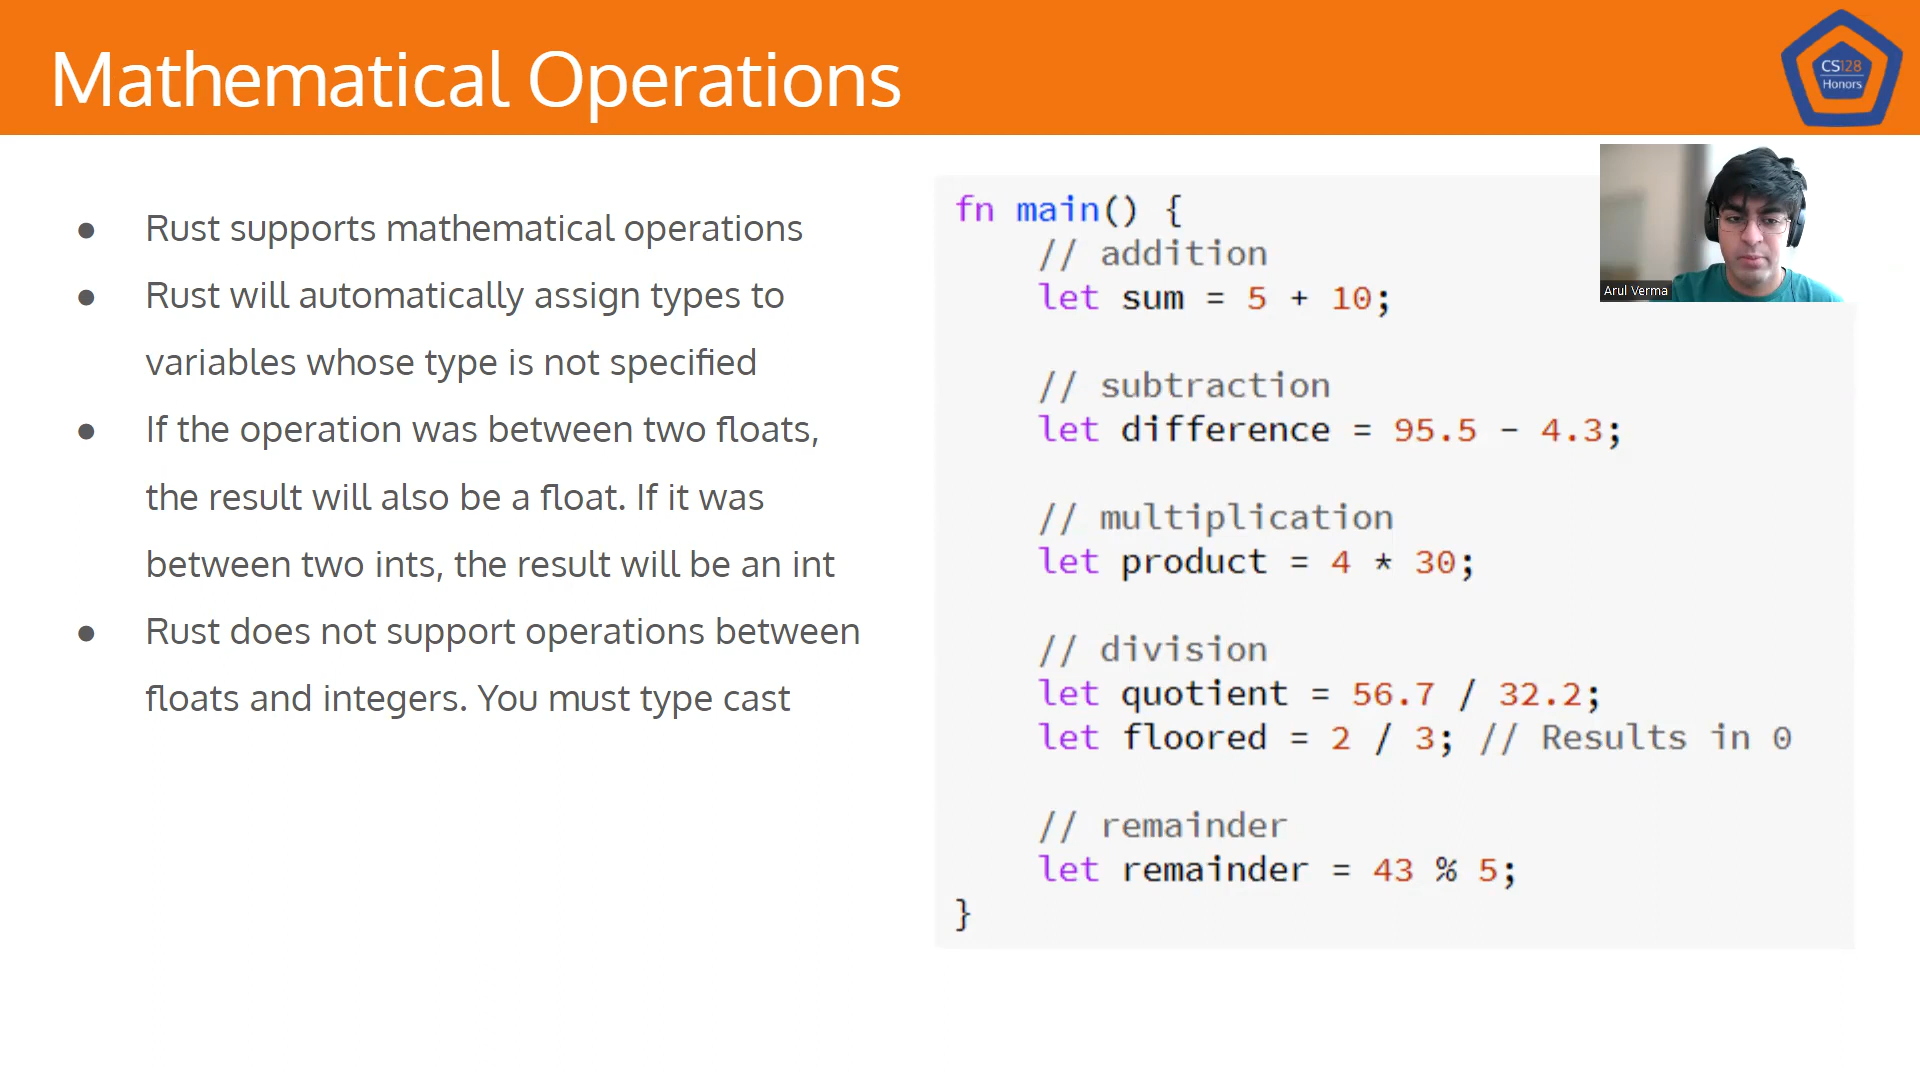 Mathematical Operations
CS128
Honors
● Rust supports mathematical operations
● Rust will automatically assign types to
variables whose type is not specified
● If the operation was between two floats,
the result will also be a float. If it was
between two ints, the result will be an int
● Rust does not support operations between
floats and integers. You must type cast
fn main() {
    // addition
    let sum = 5 + 10;

    // subtraction
    let difference = 95.5 - 4.3;

    // multiplication
    let product = 4 * 30;

    // division
    let quotient = 56.7 / 32.2;
    let floored = 2 / 3; // Results in 0

    // remainder
    let remainder = 43 % 5;
}
Arul Verma